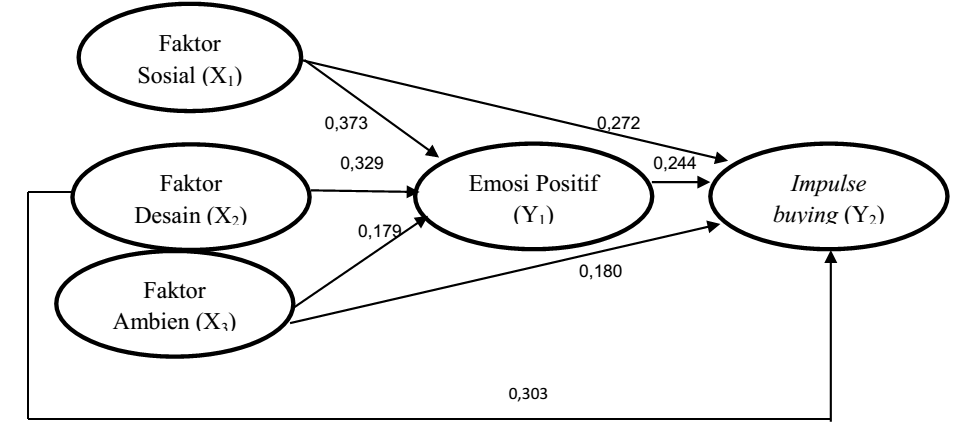 Faktor
Sosial (X₁)
0,373
0,272
Faktor
Desain (X₂)
0,329
Emosi Positif
(Y₁)
0,244
Impulse
buying (Y₂)
0,179
0,180
Faktor
Ambien (X₃)
0,303